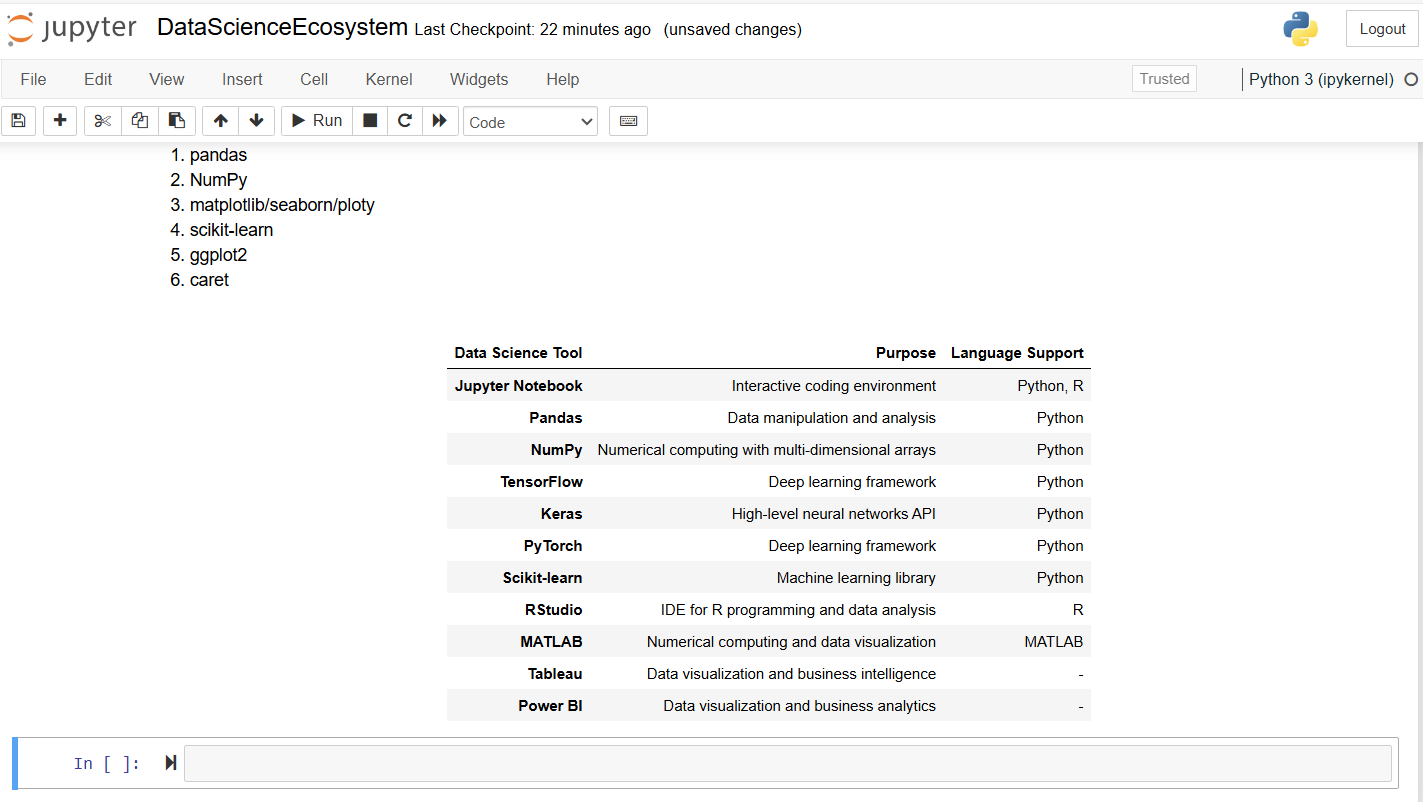 jupyter DataScienceEcosystem Last Checkpoint: 22 minutes ago (unsaved changes) Logout
File Edit View Insert Cell Kernel Widgets Help Trusted Python 3 (ipykernel)
Run Code
1. pandas
2. NumPy
3. matplotlib/seaborn/ploty
4. scikit-learn
5. ggplot2
6. caret
Data Science Tool Purpose Language Support
Jupyter Notebook Interactive coding environment Python, R
Pandas Data manipulation and analysis Python
NumPy Numerical computing with multi-dimensional arrays Python
TensorFlow Deep learning framework Python
Keras High-level neural networks API Python
PyTorch Deep learning framework Python
Scikit-learn Machine learning library Python
RStudio IDE for R programming and data analysis R
MATLAB Numerical computing and data visualization MATLAB
Tableau Data visualization and business intelligence -
Power BI Data visualization and business analytics -
In [ ]: